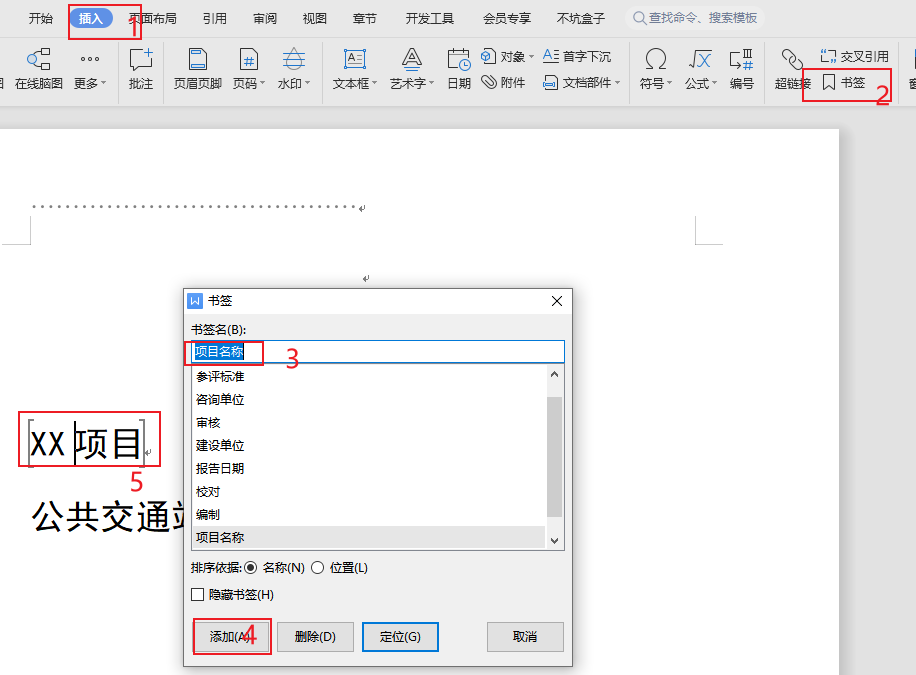 开始 插入 页面布局 引用 审阅 视图 章节 开发工具 会员专享 不坑盒子 查找命令、搜索模板
1
在线脑图 更多 批注 页眉页脚 页码 水印 文本框 艺术字 日期 对象 附件 首字下沉 文档部件 符号 公式 编号 超链接 交叉引用 书签
2
书签
书签名(B):
项目名称
3
参评标准
咨询单位
审核
建设单位
报告日期
校对
编制
项目名称
XX 项目
5
公共交通站
排序依据: 名称(N) 位置(L)
隐藏书签(H)
添加(A) 删除(D) 定位(G) 取消
4